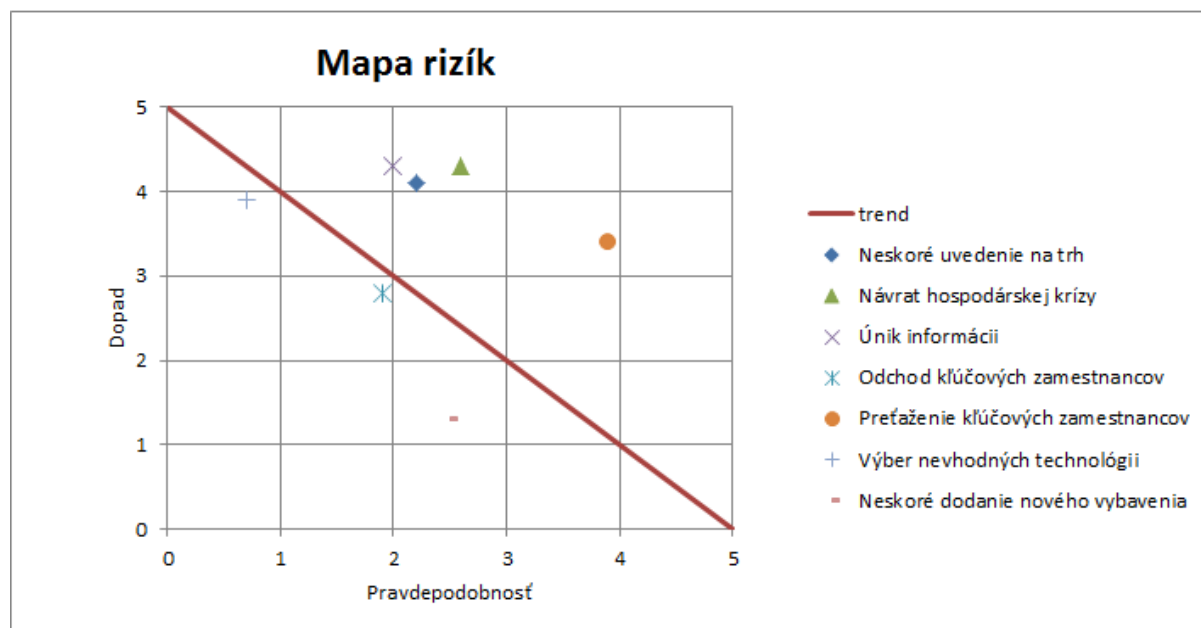 Mapa rizík
5
4
3
2
1
0
Dopad
0 1 2 3 4 5
Pravdepodobnosť
trend
Neskoré uvedenie na trh
Návrat hospodárskej krízy
Únik informácii
Odchod kľúčových zamestnancov
Preťaženie kľúčových zamestnancov
Výber nevhodných technológii
Neskoré dodanie nového vybavenia